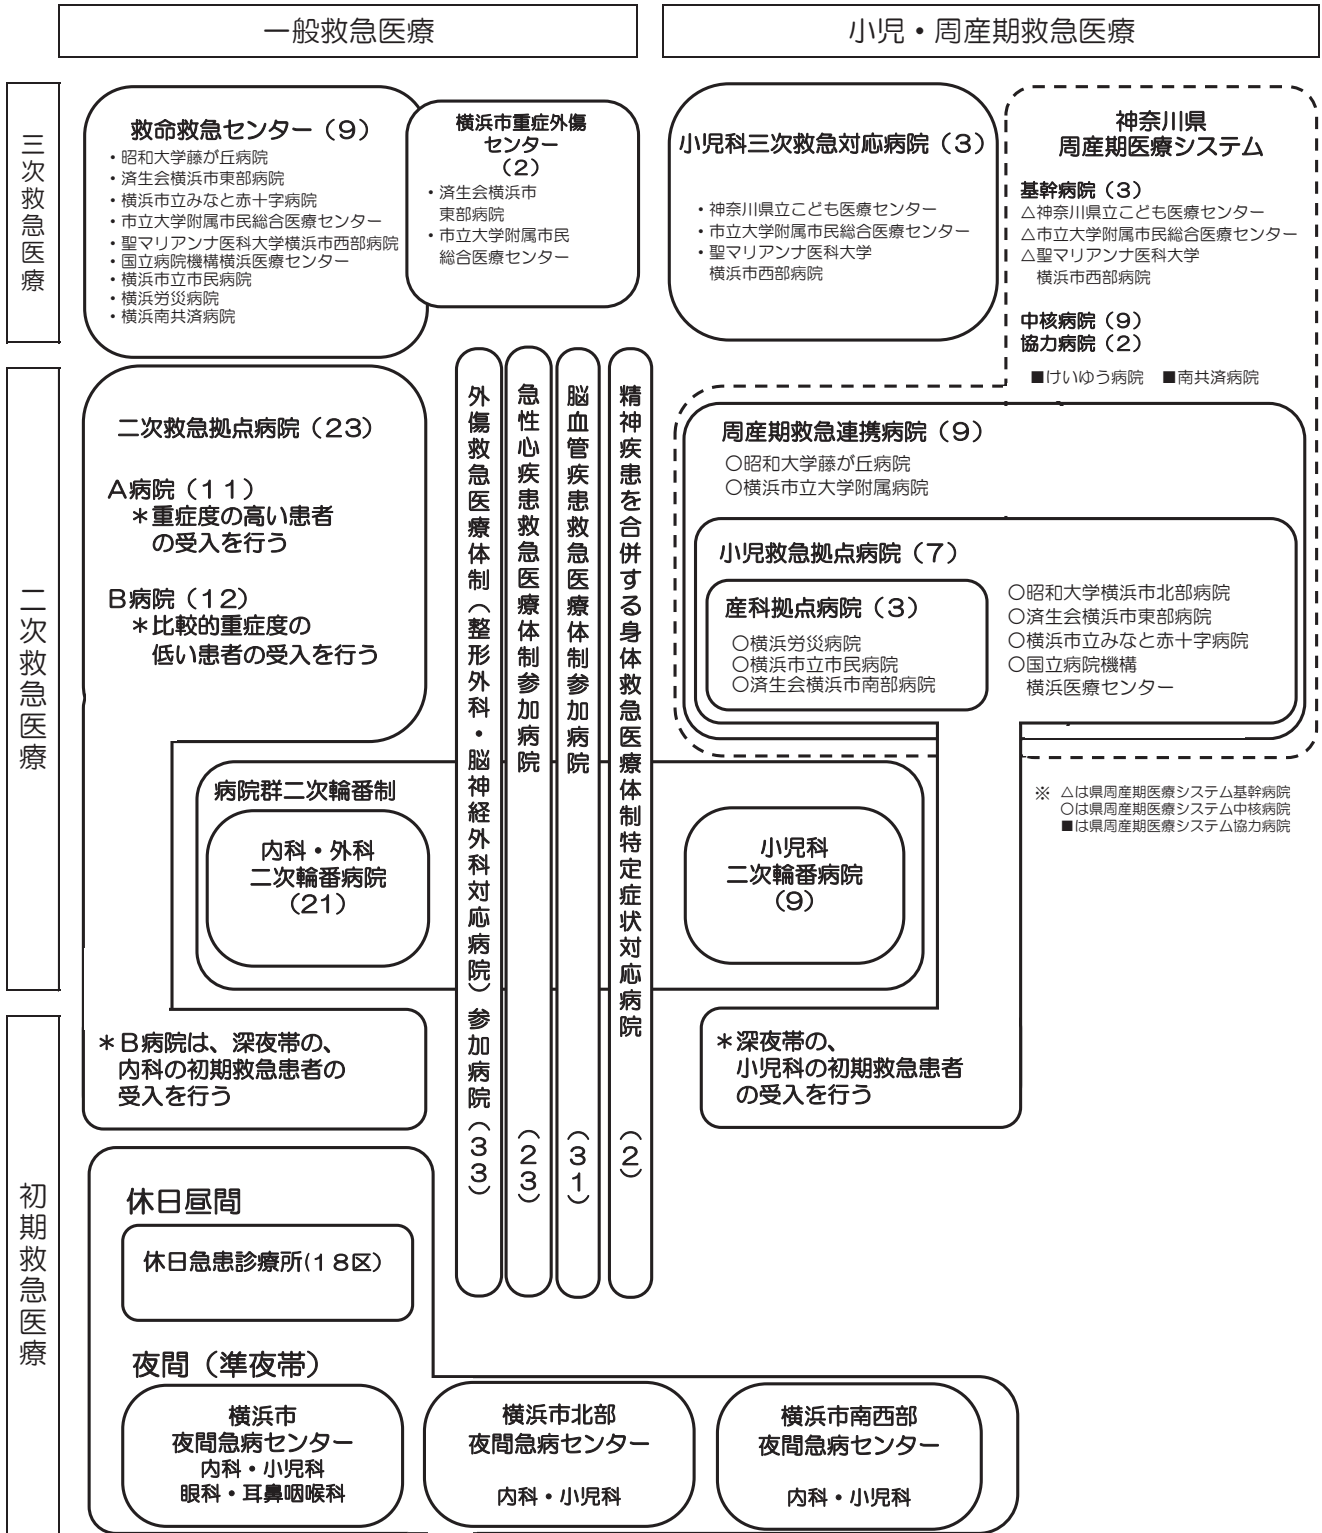 一般救急医療
小児・周産期救急医療
三次救急医療
救命救急センター（9）
・昭和大学藤が丘病院
・済生会横浜市東部病院
・横浜市立みなと赤十字病院
・市立大学附属市民総合医療センター
・聖マリアンナ医科大学横浜市西部病院
・国立病院機構横浜医療センター
・横浜市立市民病院
・横浜労災病院
・横浜南共済病院
横浜市重症外傷
センター
（2）
・済生会横浜市
東部病院
・市立大学附属市民
総合医療センター
小児科三次救急対応病院（3）
・神奈川県立こども医療センター
・市立大学附属市民総合医療センター
・聖マリアンナ医科大学
横浜市西部病院
神奈川県
周産期医療システム
基幹病院（3）
△神奈川県立こども医療センター
△市立大学附属市民総合医療センター
△聖マリアンナ医科大学
横浜市西部病院
中核病院（9）
協力病院（2）
■けいゆう病院 ■南共済病院
二次救急医療
二次救急拠点病院（23）
A病院（11）
＊重症度の高い患者
の受入を行う
B病院（12）
＊比較的重症度の
低い患者の受入を行う
外傷救急医療体制（整形外科・脳神経外科対応病院）参加病院（33）
急性心疾患救急医療体制参加病院（23）
脳血管疾患救急医療体制参加病院（31）
精神疾患を合併する身体救急医療体制特定症状対応病院（2）
周産期救急連携病院（9）
○昭和大学藤が丘病院
○横浜市立大学附属病院
小児救急拠点病院（7）
産科拠点病院（3）
○横浜労災病院
○横浜市立市民病院
○済生会横浜市南部病院
○昭和大学横浜市北部病院
○済生会横浜市東部病院
○横浜市立みなと赤十字病院
○国立病院機構
横浜医療センター
※ △は県周産期医療システム基幹病院
○は県周産期医療システム中核病院
■は県周産期医療システム協力病院
病院群二次輪番制
内科・外科
二次輪番病院
（21）
小児科
二次輪番病院
（9）
初期救急医療
＊B病院は、深夜帯の、
内科の初期救急患者の
受入を行う
＊深夜帯の、
小児科の初期救急患者
の受入を行う
休日昼間
休日急患診療所(18区)
夜間（準夜帯）
横浜市
夜間急病センター
内科・小児科
眼科・耳鼻咽喉科
横浜市北部
夜間急病センター
内科・小児科
横浜市南西部
夜間急病センター
内科・小児科